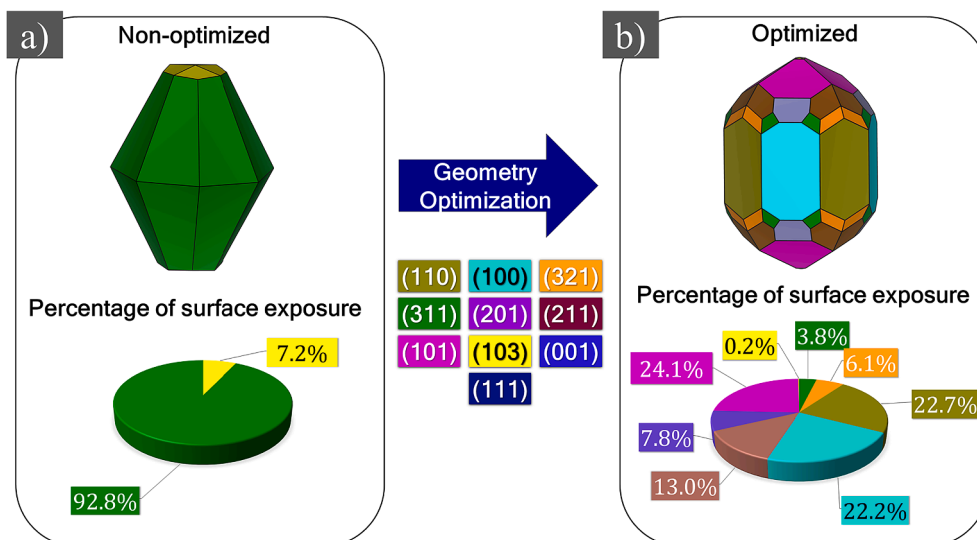 a)
Non-optimized
Percentage of surface exposure
7.2%
92.8%
Geometry
Optimization
(110) (100) (321)
(311) (201) (211)
(101) (103) (001)
(111)
b)
Optimized
Percentage of surface exposure
0.2% 3.8%
24.1% 6.1%
22.7%
7.8%
13.0%
22.2%